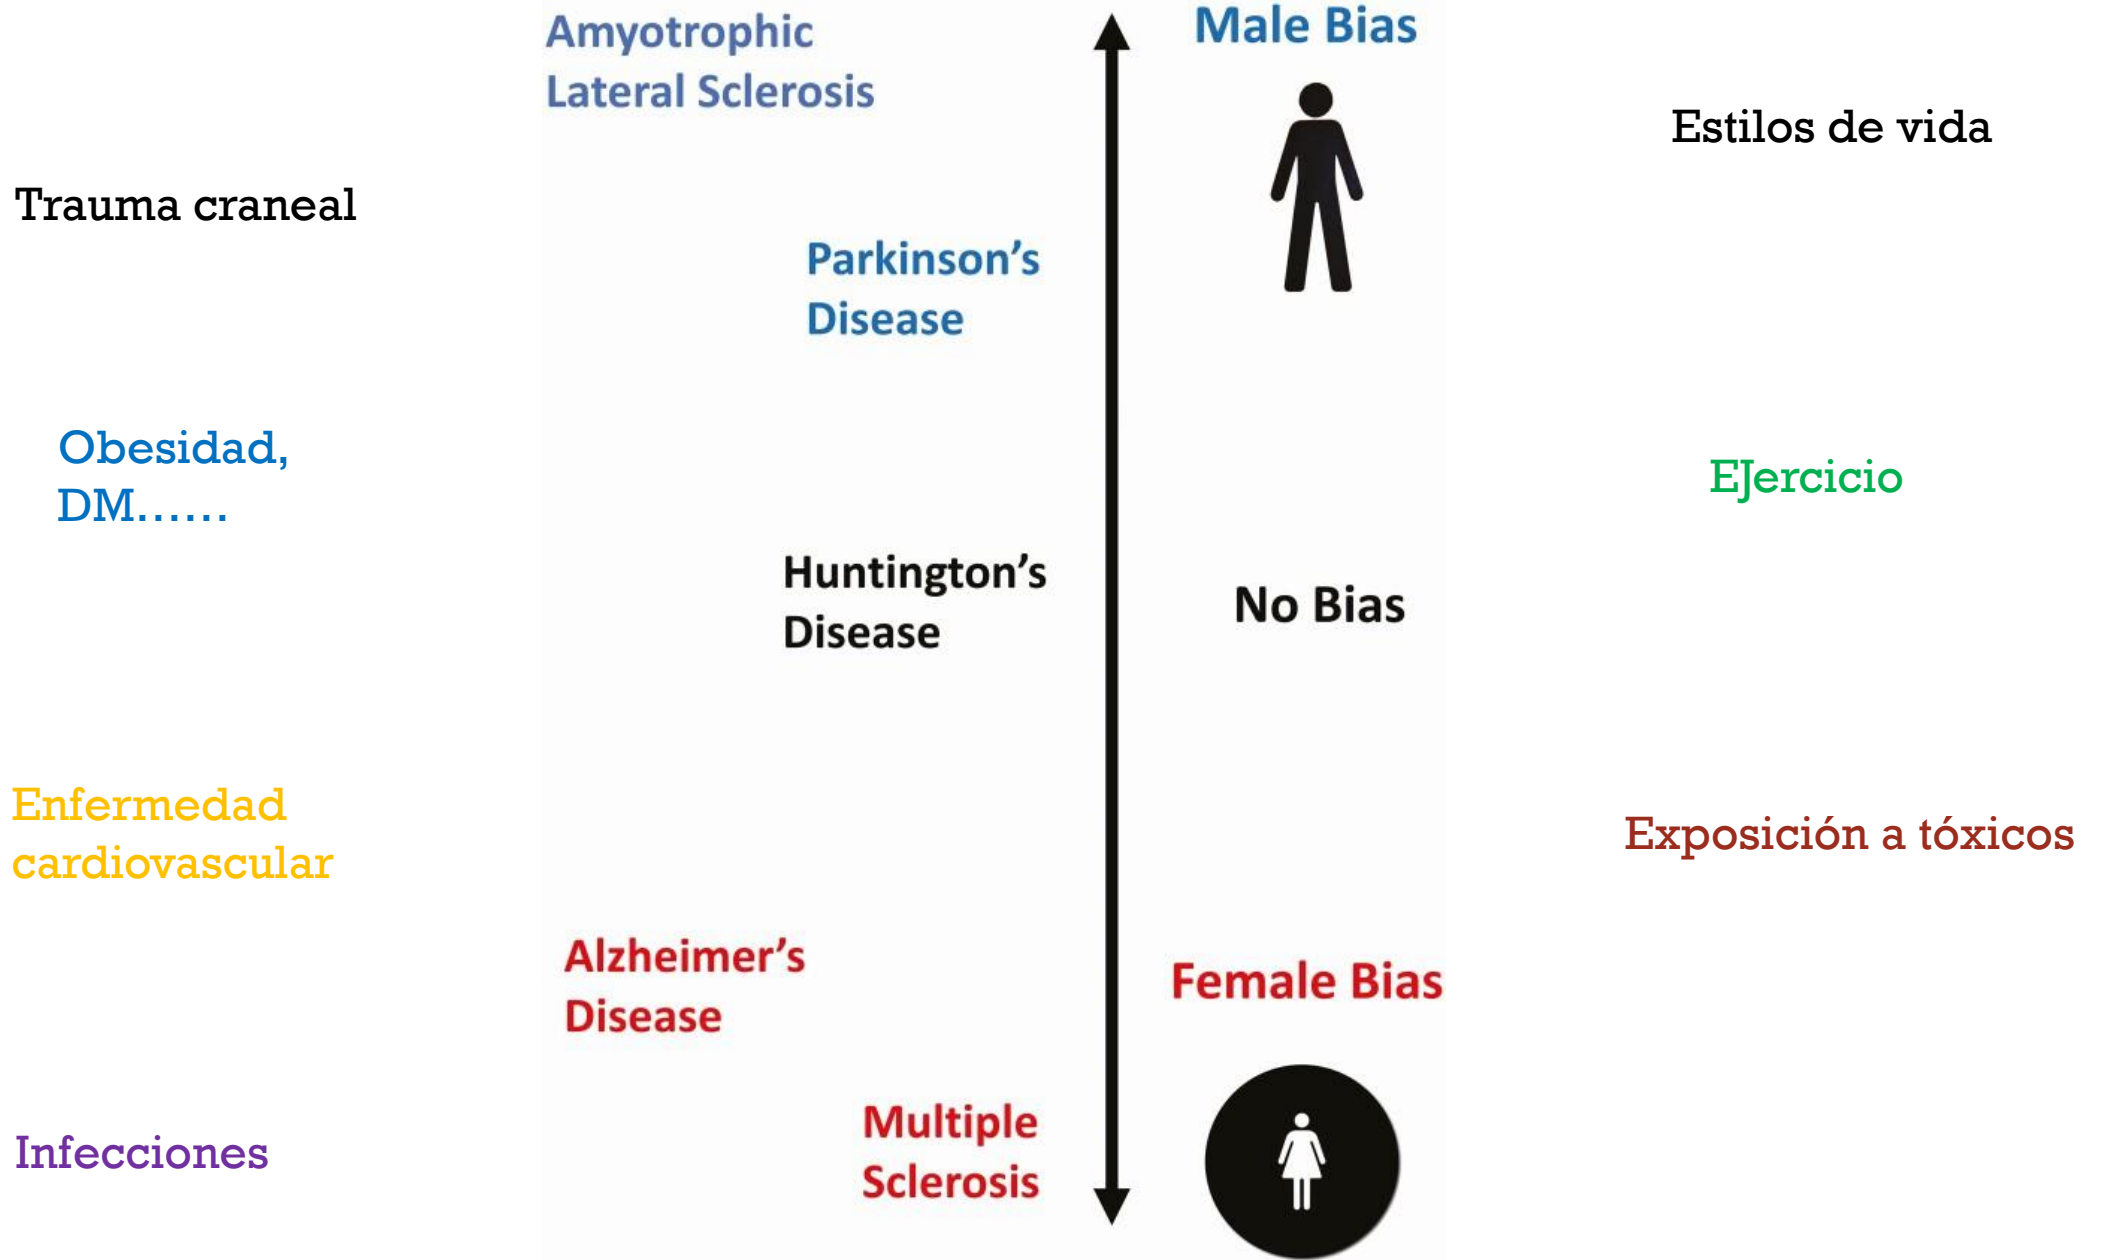 Amyotrophic
Lateral Sclerosis
Male Bias
Estilos de vida
Trauma craneal
Parkinson's
Disease
Obesidad,
DM......
EJercicio
Huntington's
Disease
No Bias
Enfermedad
cardiovascular
Exposición a tóxicos
Alzheimer's
Disease
Female Bias
Multiple
Sclerosis
Infecciones